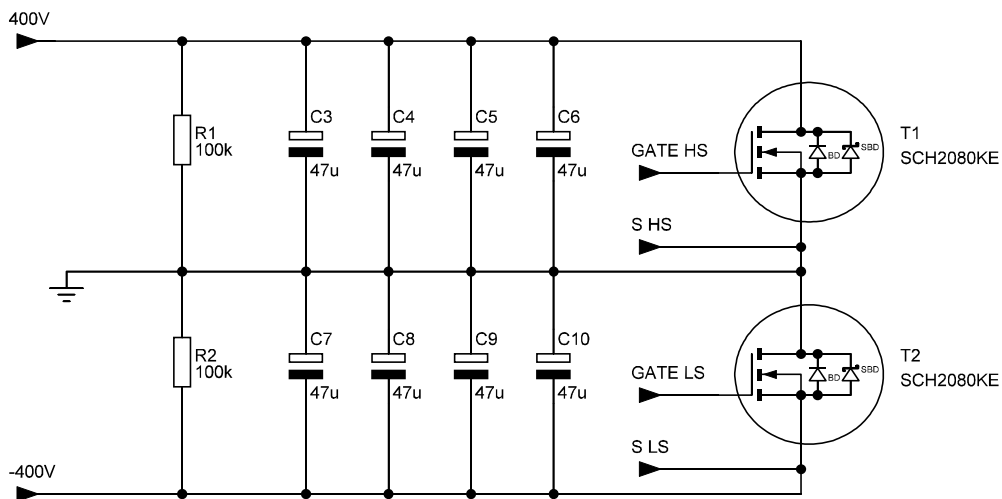 400V
R1
100k
C3
47u
C4
47u
C5
47u
C6
47u
GATE HS
S HS
BD
SBD
T1
SCH2080KE
R2
100k
C7
47u
C8
47u
C9
47u
C10
47u
GATE LS
S LS
BD
SBD
T2
SCH2080KE
-400V